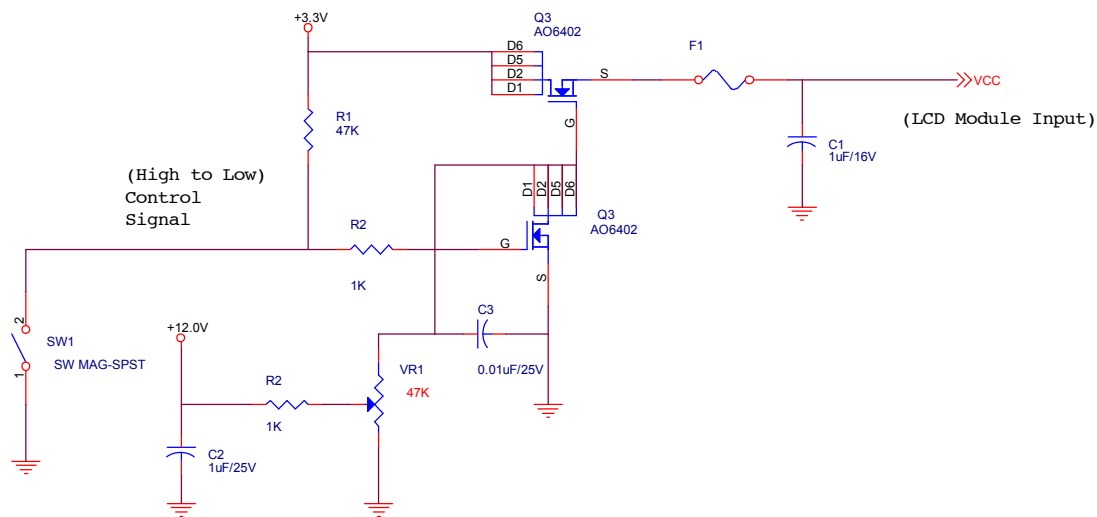 +3.3V
Q3
AO6402
D6
D5
D2
D1
S
G
F1
VCC
(LCD Module Input)
C1
1uF/16V
R1
47K
(High to Low)
Control
Signal
R2
1K
G
D1
D2
D5
D6
Q3
AO6402
S
C3
0.01uF/25V
2
1
SW1
SW MAG-SPST
+12.0V
R2
1K
VR1
47K
C2
1uF/25V